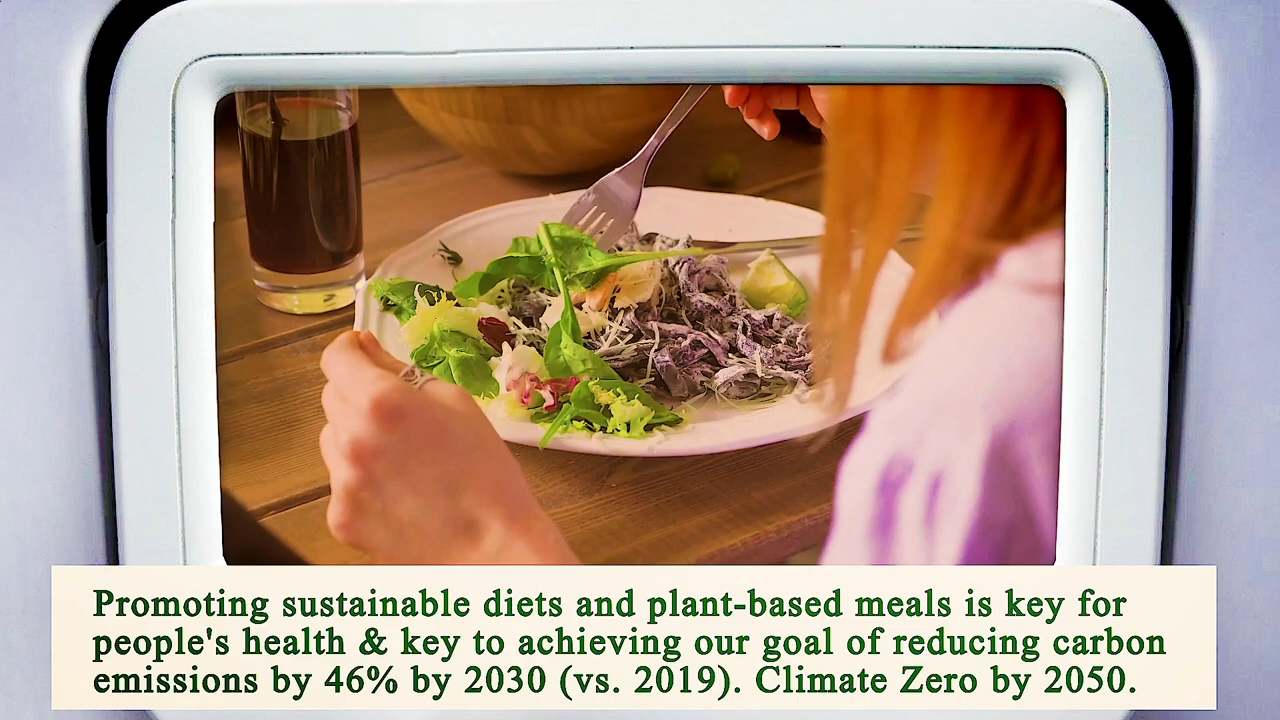 Promoting sustainable diets and plant-based meals is key for
people's health & key to achieving our goal of reducing carbon
emissions by 46% by 2030 (vs. 2019). Climate Zero by 2050.